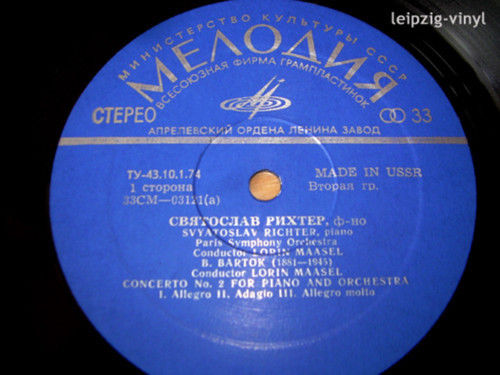 leipzig-vinyl
МИНИСТЕРСТВО КУЛЬТУРЫ СССР
МЕЛОДИЯ
ВСЕСОЮЗНАЯ ФИРМА ГРАМПЛАСТИНОК
СТЕРЕО 33
АПРЕЛЕВСКИЙ ОРДЕНА ЛЕНИНА ЗАВОД
ТУ-43.10.1.74 MADE IN USSR
1 сторона Вторая гр.
33СМ—03121(а)
СВЯТОСЛАВ РИХТЕР, ф-но
SVYATOSLAV RICHTER, piano
Paris Symphony Orchestra
Conductor LORIN MAASEL
B. BARTOK (1881—1945)
Conductor LORIN MAASEL
CONCERTO No. 2 FOR PIANO AND ORCHESTRA
I. Allegro II. Adagio III. Allegro molto